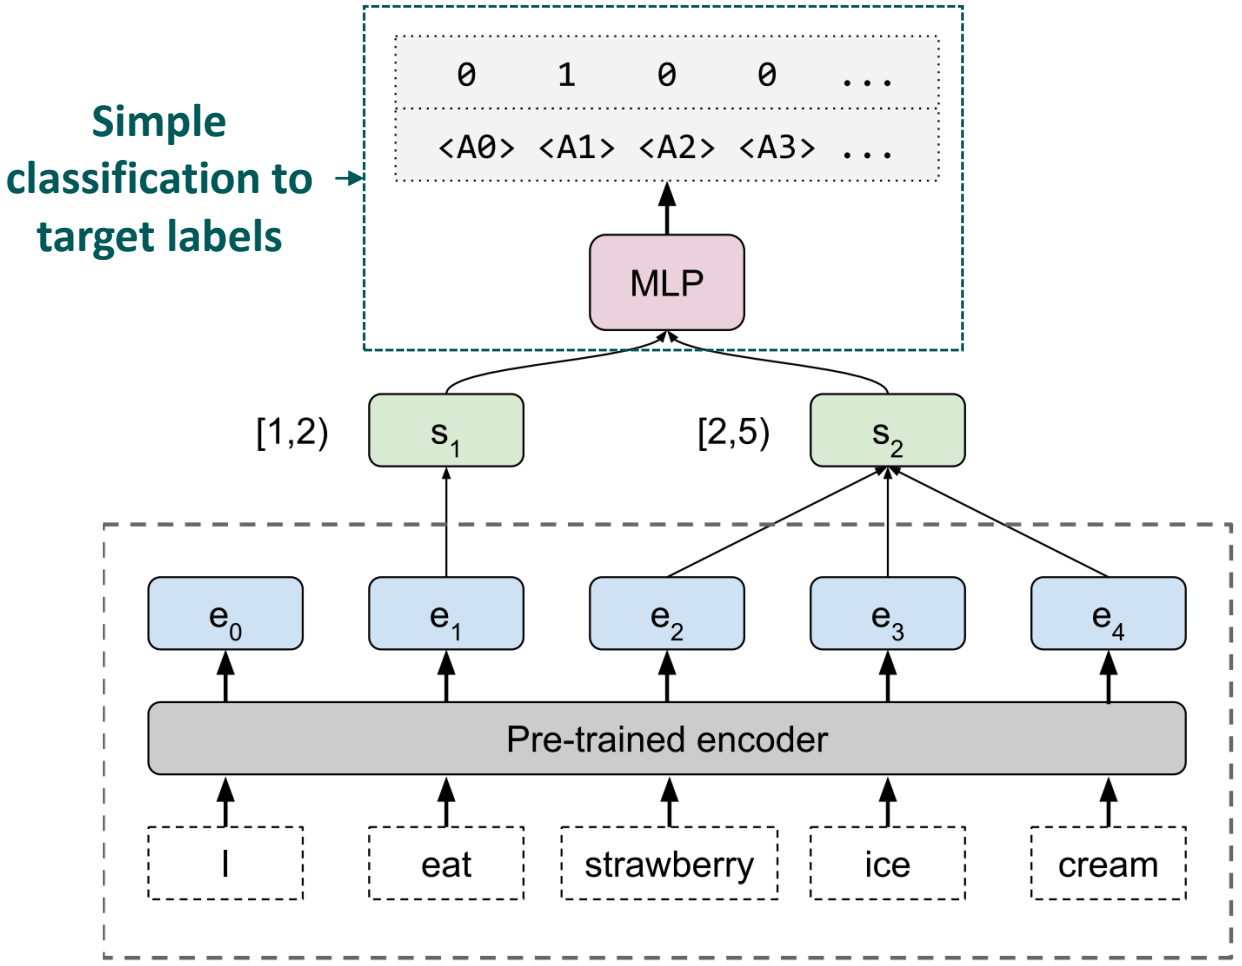 0 1 0 0 ...
<A0> <A1> <A2> <A3> ...
Simple
classification to
target labels
MLP
[1,2) s1 [2,5) s2
e0 e1 e2 e3 e4
Pre-trained encoder
I eat strawberry ice cream